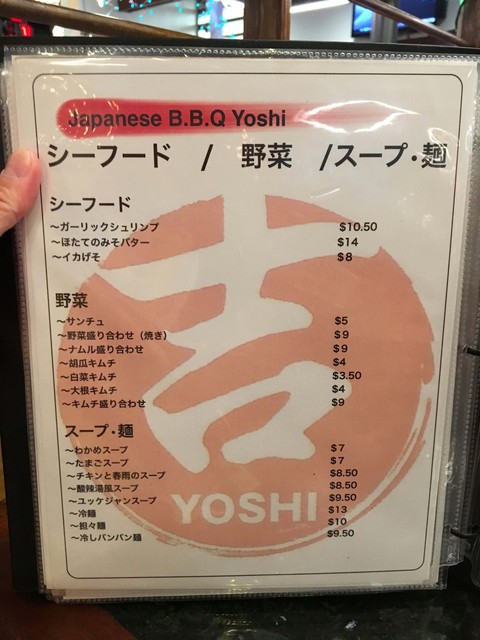 Japanese B.B.Q Yoshi
シーフード / 野菜 /スープ・麺
シーフード
～ガーリックシュリンプ $10.50
～ほたてのみそバター $14
～イカげそ $8
野菜
～サンチュ $5
～野菜盛り合わせ（焼き） $9
～ナムル盛り合わせ $9
～胡瓜キムチ $4
～白菜キムチ $3.50
～大根キムチ $4
～キムチ盛り合わせ $9
スープ・麺
～わかめスープ $7
～たまごスープ $7
～チキンと春雨のスープ $8.50
～酸辣湯風スープ $8.50
～ユッケジャンスープ $9.50
～冷麺 $13
～担々麺 $10
～冷しバンバン麺 $9.50
吉
YOSHI